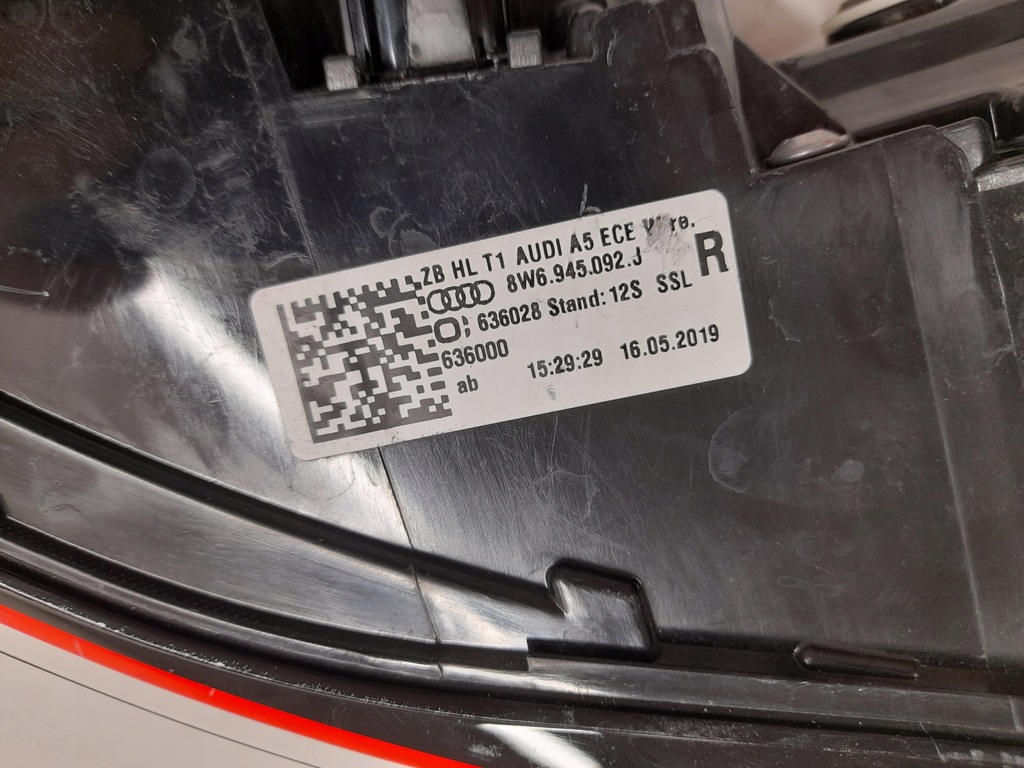 ZB HL T1 AUDI A5 ECE re.
8W6.945.092.J
R
636028 Stand: 12S SSL
636000
ab 15:29:29 16.05.2019